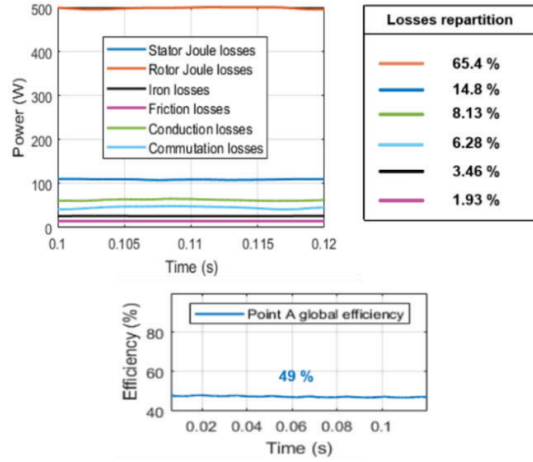 500
400
300
200
100
0
Power (W)
Stator Joule losses
Rotor Joule losses
Iron losses
Friction losses
Conduction losses
Commutation losses
0.1 0.105 0.11 0.115 0.12
Time (s)
Losses repartition
65.4 %
14.8 %
8.13 %
6.28 %
3.46 %
1.93 %
Efficiency (%)
80
60
40
Point A global efficiency
49 %
0.02 0.04 0.06 0.08 0.1
Time (s)